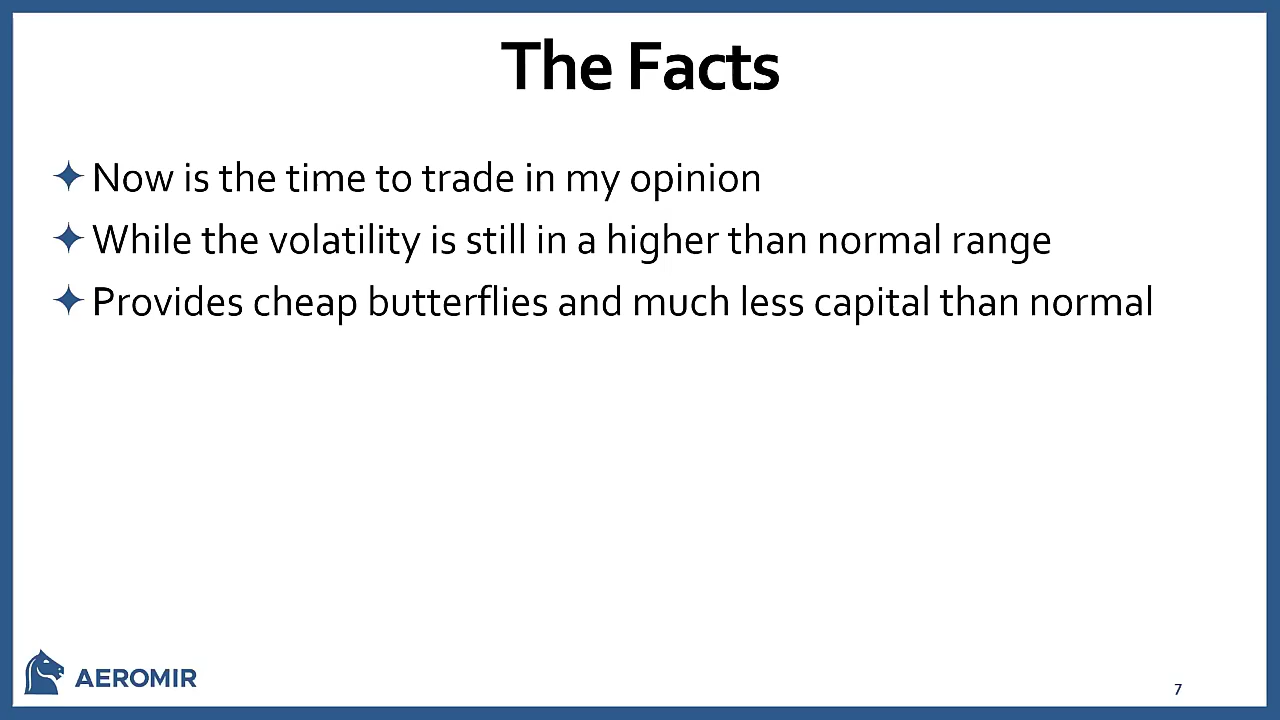 The Facts
Now is the time to trade in my opinion
While the volatility is still in a higher than normal range
Provides cheap butterflies and much less capital than normal
AEROMIR
7